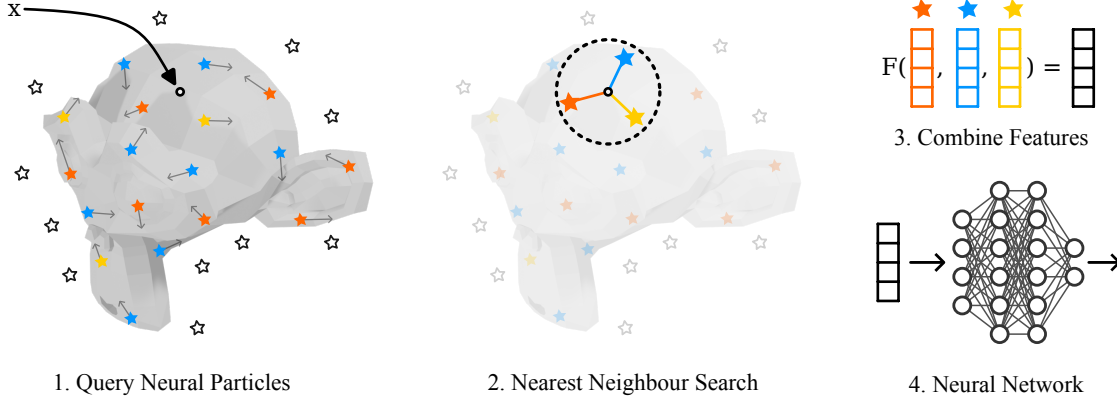 x
F( , , ) =
3. Combine Features
1. Query Neural Particles
2. Nearest Neighbour Search
4. Neural Network